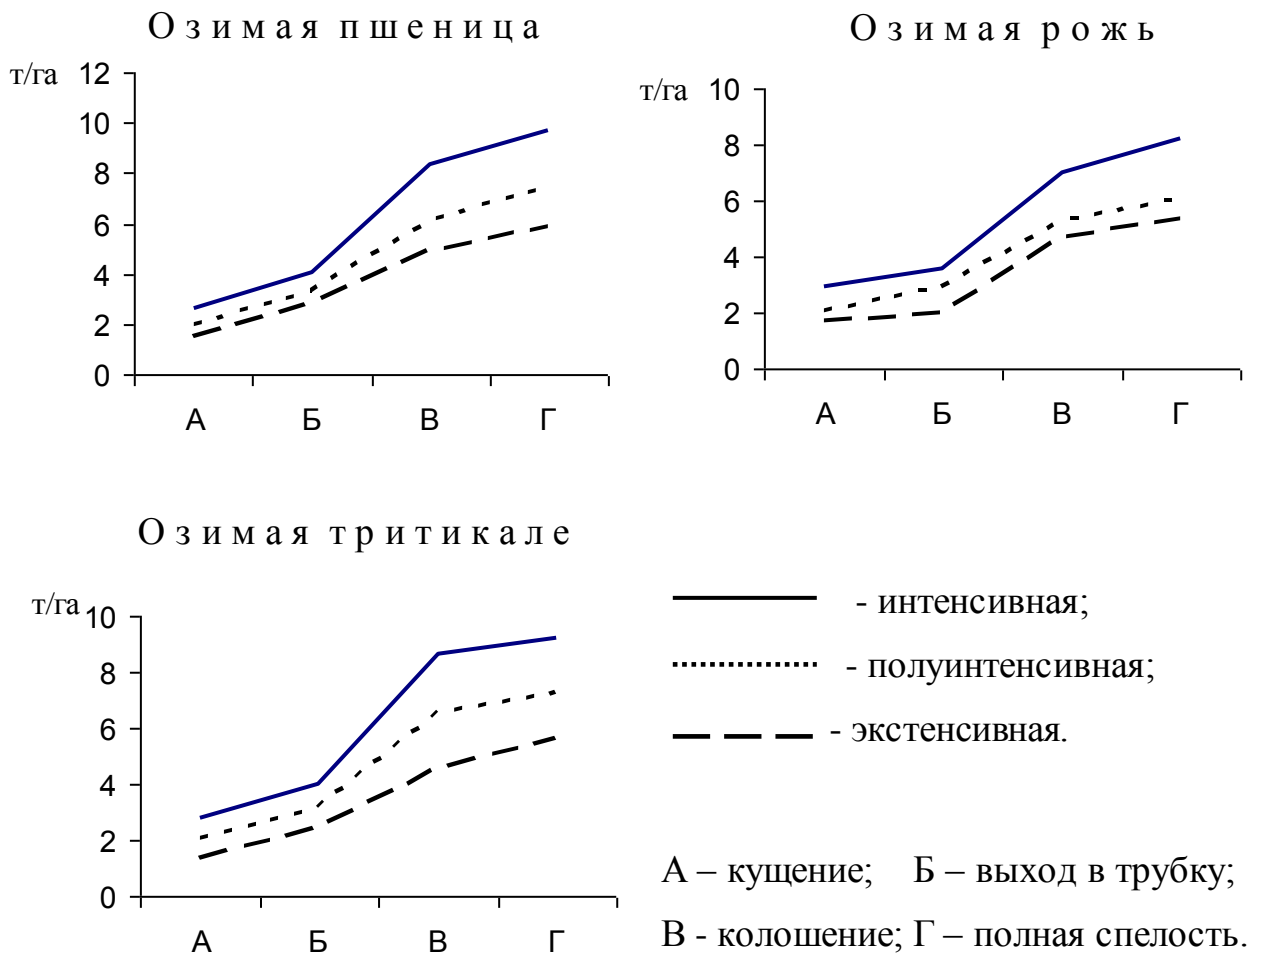 Озимая пшеница
т/га
12
10
8
6
4
2
0
А Б В Г
Озимая рожь
т/га
10
8
6
4
2
0
А Б В Г
Озимая тритикале
т/га
10
8
6
4
2
0
А Б В Г
- интенсивная;
- полуинтенсивная;
- экстенсивная.
А – кущение; Б – выход в трубку;
В - колошение; Г – полная спелость.